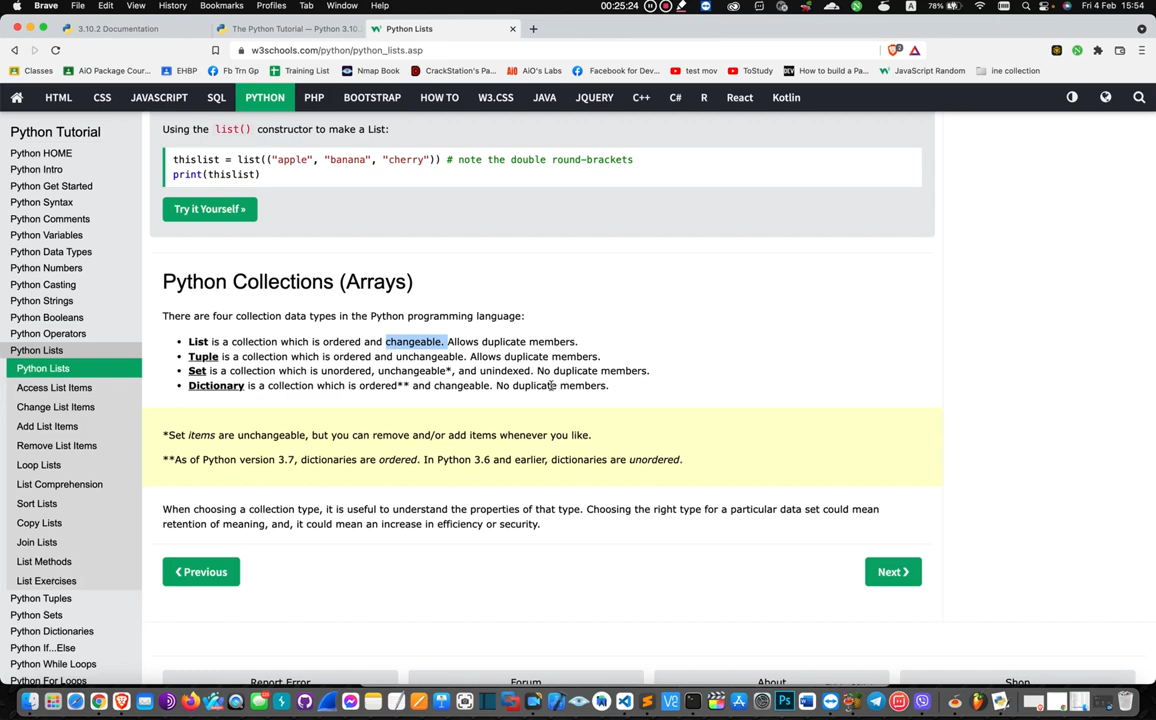 Brave File Edit View History Bookmarks Profiles Tab Window Help 00:25:24 78% Fri 4 Feb 15:54
3.10.2 Documentation
The Python Tutorial — Python 3.10.
Python Lists
w3schools.com/python/python_lists.asp
Classes AiO Package Cour... EHBP Fb Trn Gp Training List Nmap Book CrackStation's Pa... AiO's Labs Facebook for Dev... test mov ToStudy How to build a Pa... JavaScript Random ine collection
HTML CSS JAVASCRIPT SQL PYTHON PHP BOOTSTRAP HOW TO W3.CSS JAVA JQUERY C++ C# R React Kotlin
Python Tutorial
Python HOME
Python Intro
Python Get Started
Python Syntax
Python Comments
Python Variables
Python Data Types
Python Numbers
Python Casting
Python Strings
Python Booleans
Python Operators
Python Lists
Python Lists
Access List Items
Change List Items
Add List Items
Remove List Items
Loop Lists
List Comprehension
Sort Lists
Copy Lists
Join Lists
List Methods
List Exercises
Python Tuples
Python Sets
Python Dictionaries
Python If...Else
Python While Loops
Python For Loops
Using the list() constructor to make a List:
thislist = list(("apple", "banana", "cherry")) # note the double round-brackets
print(thislist)
Try it Yourself »
Python Collections (Arrays)
There are four collection data types in the Python programming language:
• List is a collection which is ordered and changeable. Allows duplicate members.
• Tuple is a collection which is ordered and unchangeable. Allows duplicate members.
• Set is a collection which is unordered, unchangeable*, and unindexed. No duplicate members.
• Dictionary is a collection which is ordered** and changeable. No duplicate members.
*Set items are unchangeable, but you can remove and/or add items whenever you like.
**As of Python version 3.7, dictionaries are ordered. In Python 3.6 and earlier, dictionaries are unordered.
When choosing a collection type, it is useful to understand the properties of that type. Choosing the right type for a particular data set could mean
retention of meaning, and, it could mean an increase in efficiency or security.
❮ Previous
Next ❯
Report Error
Forum
About
Shop